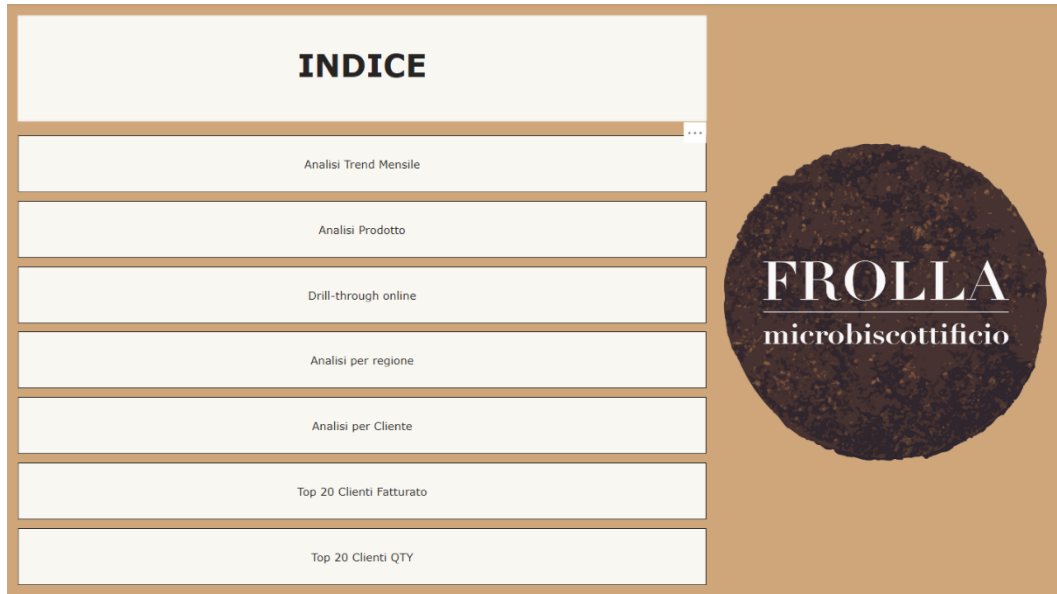 INDICE
Analisi Trend Mensile
Analisi Prodotto
Drill-through online
Analisi per regione
Analisi per Cliente
Top 20 Clienti Fatturato
Top 20 Clienti QTY
FROLLA
microbiscottificio